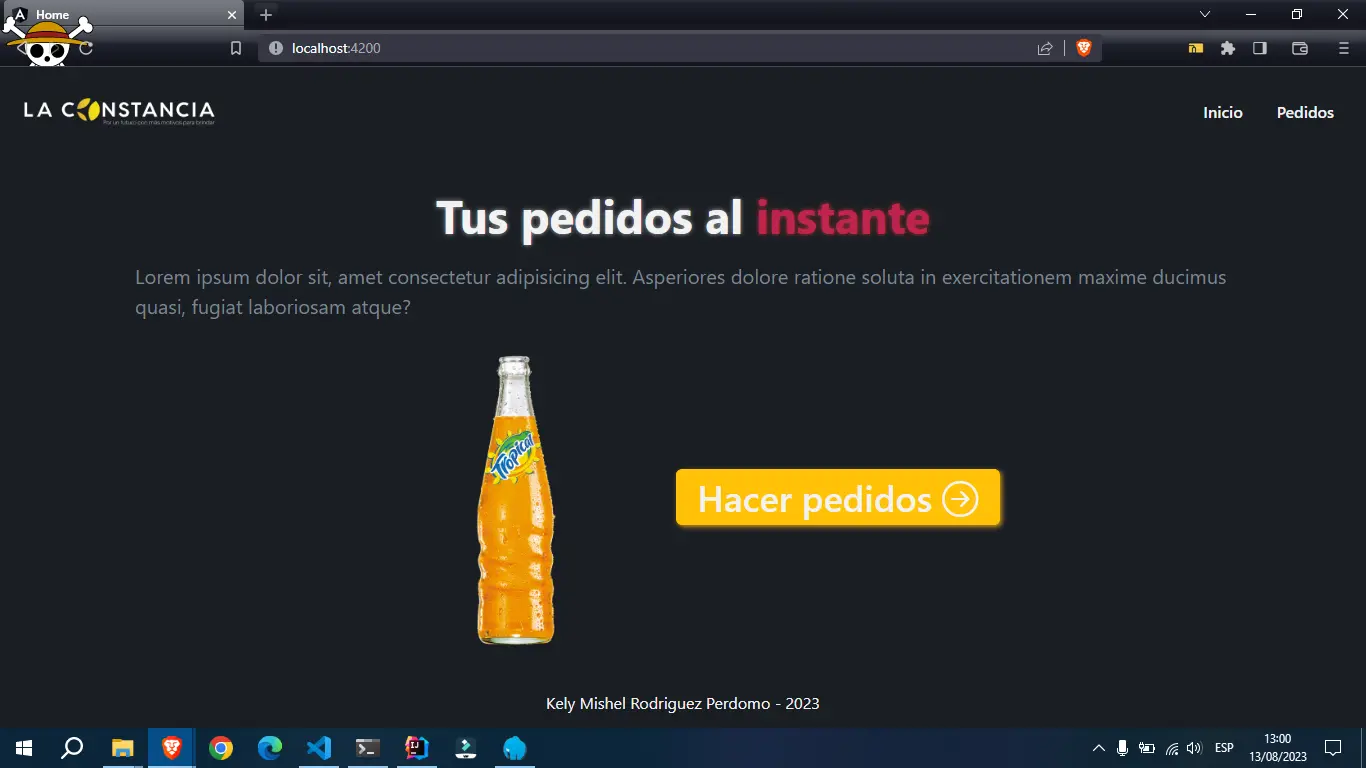 Home
localhost:4200
LA CONSTANCIA
Por un futuro con más motivos para brindar
Inicio
Pedidos
Tus pedidos al instante
Lorem ipsum dolor sit, amet consectetur adipisicing elit. Asperiores dolore ratione soluta in exercitationem maxime ducimus
quasi, fugiat laboriosam atque?
Tropical
Hacer pedidos
Kely Mishel Rodriguez Perdomo - 2023
ESP
13:00
13/08/2023